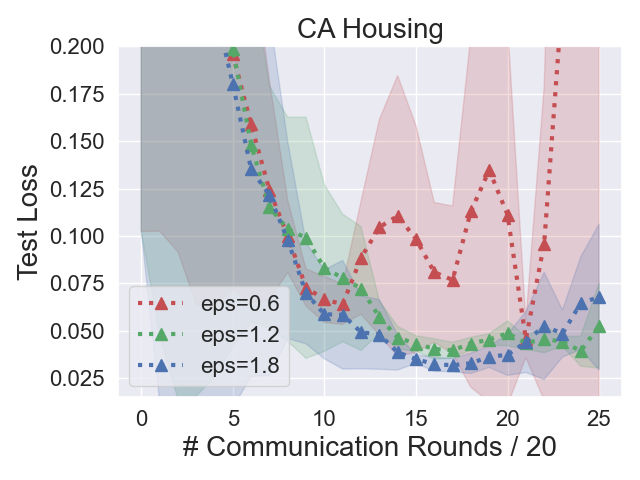 CA Housing
0.200
0.175
0.150
0.125
0.100
0.075
0.050
0.025
Test Loss
eps=0.6
eps=1.2
eps=1.8
0 5 10 15 20 25
# Communication Rounds / 20